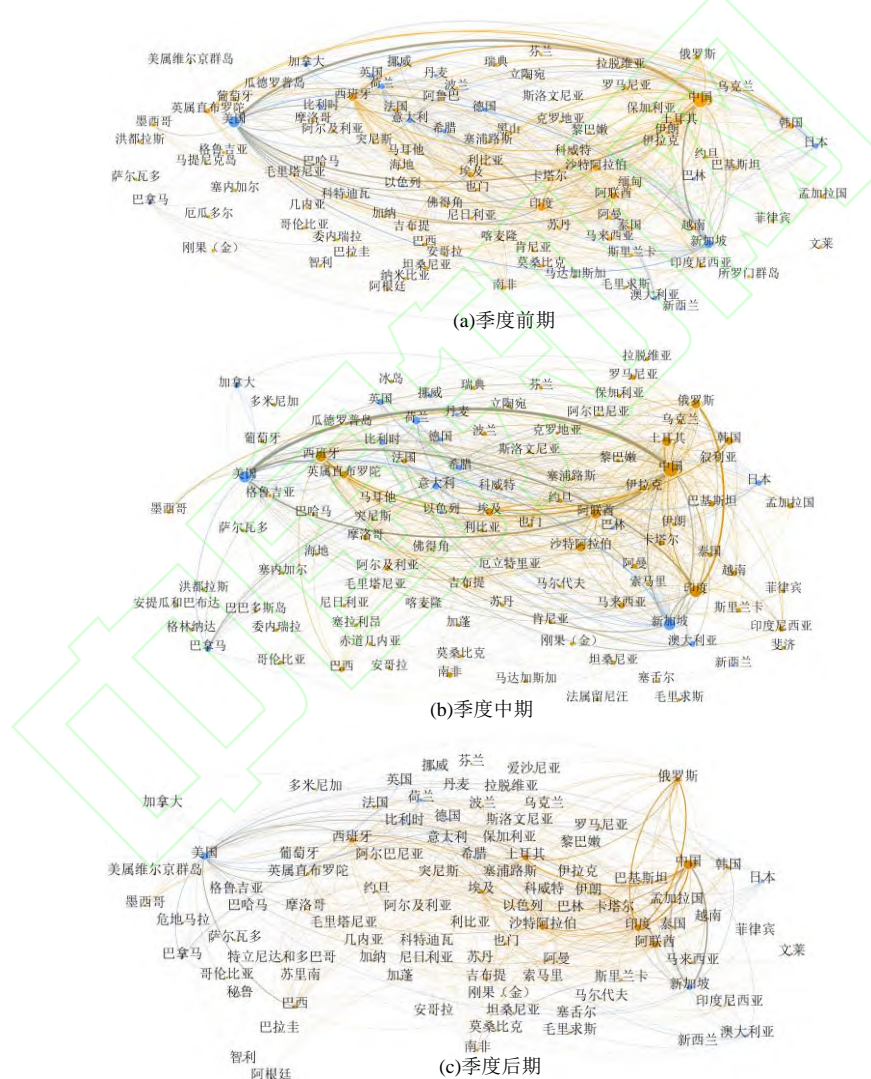 美属维尔京群岛
加拿大
挪威
瑞典
芬兰
拉脱维亚
俄罗斯
英国
丹麦
立陶宛
瓜德罗普岛
荷兰
波兰
罗马尼亚
乌克兰
葡萄牙
西班牙
阿鲁巴
斯洛文尼亚
中国
英属直布罗陀
比利时
法国
德国
保加利亚
墨西哥
美国
摩洛哥
意大利
克罗地亚
土耳其
韩国
洪都拉斯
阿尔及利亚
希腊
黑山
黎巴嫩
伊朗
日本
格鲁吉亚
突尼斯
塞浦路斯
伊拉克
马提尼克岛
巴哈马
马耳他
科威特
约旦
萨尔瓦多
毛里塔尼亚
海地
利比亚
沙特阿拉伯
巴基斯坦
塞内加尔
以色列
埃及
卡塔尔
缅甸
巴林
巴拿马
科特迪瓦
也门
阿联酋
孟加拉国
厄瓜多尔
几内亚
佛得角
印度
哥伦比亚
加纳
尼日利亚
阿曼
菲律宾
委内瑞拉
吉布提
苏丹
泰国
越南
刚果（金）
巴拉圭
巴西
喀麦隆
马来西亚
新加坡
文莱
智利
安哥拉
肯尼亚
斯里兰卡
坦桑尼亚
莫桑比克
印度尼西亚
纳米比亚
马达加斯加
所罗门群岛
阿根廷
南非
毛里求斯
澳大利亚
新西兰
(a)季度前期
拉脱维亚
加拿大
冰岛
瑞典
芬兰
罗马尼亚
多米尼加
英国
挪威
保加利亚
俄罗斯
瓜德罗普岛
荷兰
丹麦
立陶宛
阿尔巴尼亚
乌克兰
葡萄牙
比利时
德国
波兰
克罗地亚
土耳其
韩国
西班牙
法国
斯洛文尼亚
黎巴嫩
叙利亚
美国
英属直布罗陀
希腊
中国
格鲁吉亚
意大利
科威特
塞浦路斯
伊拉克
日本
墨西哥
巴哈马
马耳他
以色列
埃及
约旦
巴基斯坦
孟加拉国
萨尔瓦多
突尼斯
利比亚
也门
阿联酋
巴林
伊朗
摩洛哥
佛得角
沙特阿拉伯
卡塔尔
泰国
海地
塞内加尔
阿尔及利亚
厄立特里亚
阿曼
越南
洪都拉斯
毛里塔尼亚
吉布提
马尔代夫
索马里
印度
菲律宾
安提瓜和巴布达
巴巴多斯岛
尼日利亚
喀麦隆
苏丹
马来西亚
斯里兰卡
格林纳达
委内瑞拉
塞拉利昂
加蓬
肯尼亚
新加坡
印度尼西亚
巴拿马
赤道几内亚
刚果（金）
澳大利亚
斐济
哥伦比亚
巴西
安哥拉
莫桑比克
坦桑尼亚
新西兰
南非
马达加斯加
塞舌尔
法属留尼汪
毛里求斯
(b)季度中期
挪威
芬兰
爱沙尼亚
俄罗斯
多米尼加
英国
丹麦
拉脱维亚
加拿大
法国
荷兰
波兰
乌克兰
比利时
德国
斯洛文尼亚
罗马尼亚
西班牙
意大利
保加利亚
黎巴嫩
美国
葡萄牙
阿尔巴尼亚
希腊
土耳其
中国
韩国
美属维尔京群岛
英属直布罗陀
突尼斯
塞浦路斯
伊拉克
巴基斯坦
日本
墨西哥
格鲁吉亚
约旦
埃及
科威特
伊朗
巴哈马
摩洛哥
阿尔及利亚
以色列
巴林
卡塔尔
孟加拉国
危地马拉
毛里塔尼亚
利比亚
沙特阿拉伯
印度
泰国
越南
菲律宾
萨尔瓦多
几内亚
科特迪瓦
也门
阿联酋
文莱
巴拿马
特立尼达和多巴哥
加纳
尼日利亚
苏丹
阿曼
马来西亚
哥伦比亚
苏里南
加蓬
吉布提
索马里
斯里兰卡
新加坡
秘鲁
刚果（金）
马尔代夫
印度尼西亚
巴西
安哥拉
坦桑尼亚
塞舌尔
巴拉圭
莫桑比克
毛里求斯
新西兰
澳大利亚
智利
南非
阿根廷
(c)季度后期